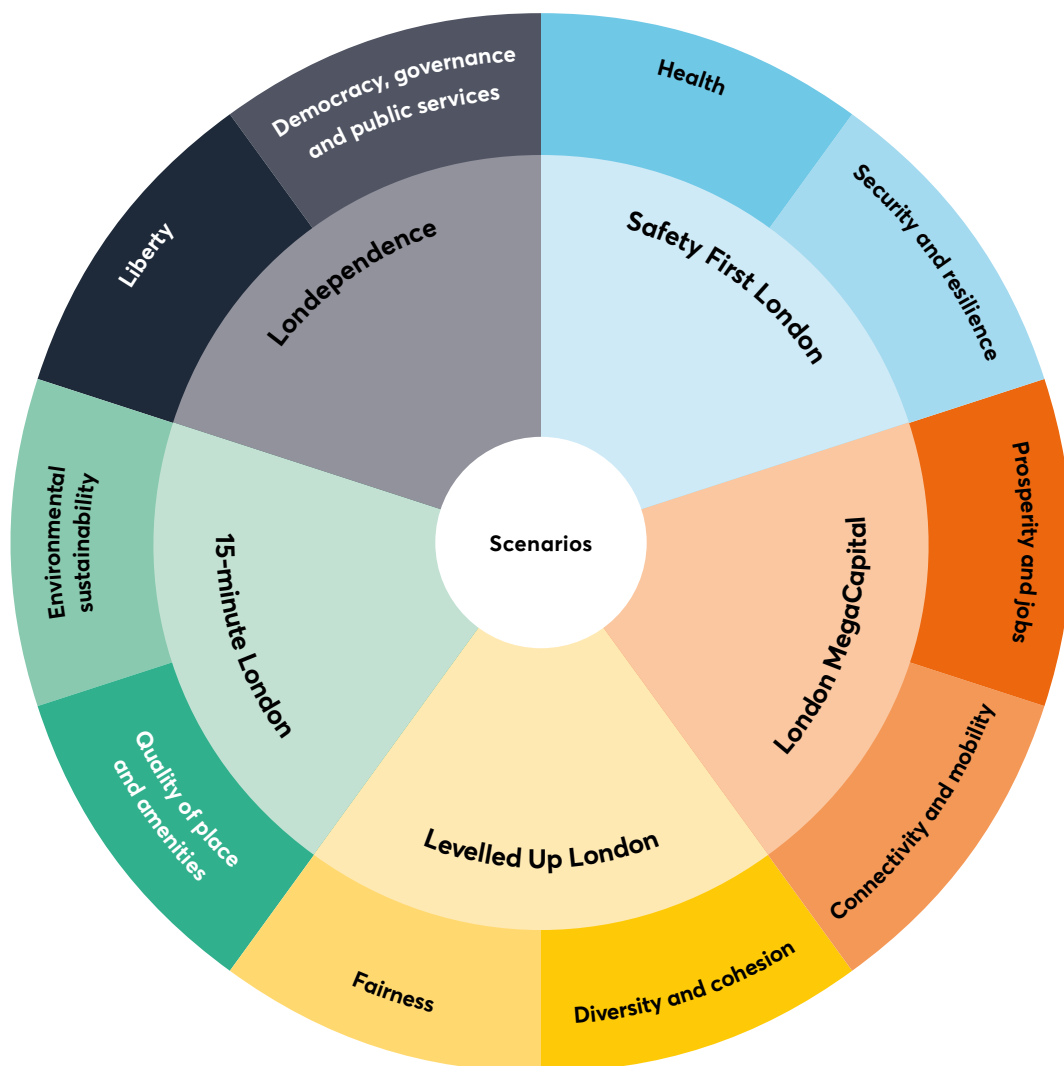 Scenarios
Safety First London
Health
Security and resilience
London MegaCapital
Prosperity and jobs
Connectivity and mobility
Levelled Up London
Diversity and cohesion
Fairness
15-minute London
Quality of place
and amenities
Environmental
sustainability
Londependence
Liberty
Democracy, governance
and public services